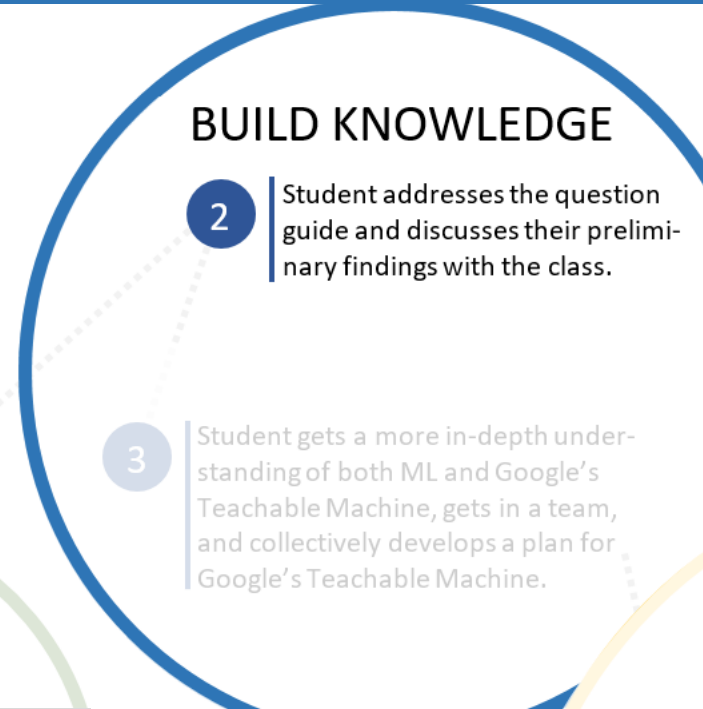 BUILD KNOWLEDGE
2
Student addresses the question
guide and discusses their prelimi-
nary findings with the class.
3
Student gets a more in-depth under-
standing of both ML and Google's
Teachable Machine, gets in a team,
and collectively develops a plan for
Google's Teachable Machine.